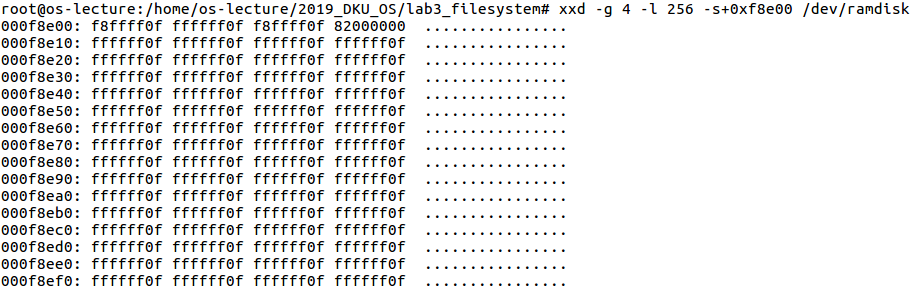 root@os-lecture:/home/os-lecture/2019_DKU_OS/lab3_filesystem# xxd -g 4 -l 256 -s+0xf8e00 /dev/ramdisk
000f8e00: f8ffff0f ffffff0f f8ffff0f 82000000  ................
000f8e10: ffffff0f ffffff0f ffffff0f ffffff0f  ................
000f8e20: ffffff0f ffffff0f ffffff0f ffffff0f  ................
000f8e30: ffffff0f ffffff0f ffffff0f ffffff0f  ................
000f8e40: ffffff0f ffffff0f ffffff0f ffffff0f  ................
000f8e50: ffffff0f ffffff0f ffffff0f ffffff0f  ................
000f8e60: ffffff0f ffffff0f ffffff0f ffffff0f  ................
000f8e70: ffffff0f ffffff0f ffffff0f ffffff0f  ................
000f8e80: ffffff0f ffffff0f ffffff0f ffffff0f  ................
000f8e90: ffffff0f ffffff0f ffffff0f ffffff0f  ................
000f8ea0: ffffff0f ffffff0f ffffff0f ffffff0f  ................
000f8eb0: ffffff0f ffffff0f ffffff0f ffffff0f  ................
000f8ec0: ffffff0f ffffff0f ffffff0f ffffff0f  ................
000f8ed0: ffffff0f ffffff0f ffffff0f ffffff0f  ................
000f8ee0: ffffff0f ffffff0f ffffff0f ffffff0f  ................
000f8ef0: ffffff0f ffffff0f ffffff0f ffffff0f  ................